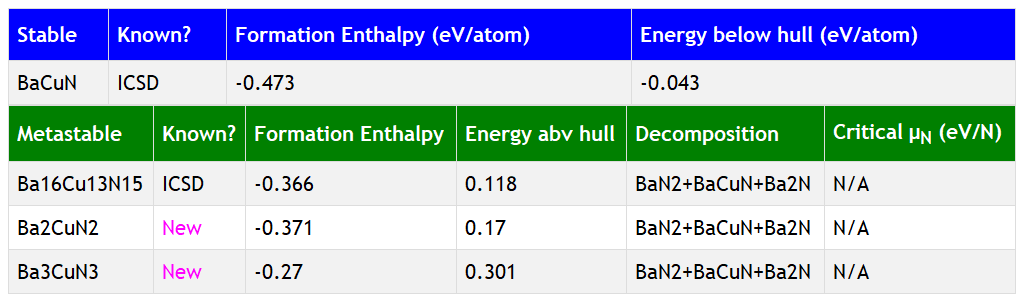 Stable Known? Formation Enthalpy (eV/atom) Energy below hull (eV/atom)
BaCuN ICSD -0.473 -0.043
Metastable Known? Formation Enthalpy Energy abv hull Decomposition Critical μN (eV/N)
Ba16Cu13N15 ICSD -0.366 0.118 BaN2+BaCuN+Ba2N N/A
Ba2CuN2 New -0.371 0.17 BaN2+BaCuN+Ba2N N/A
Ba3CuN3 New -0.27 0.301 BaN2+BaCuN+Ba2N N/A